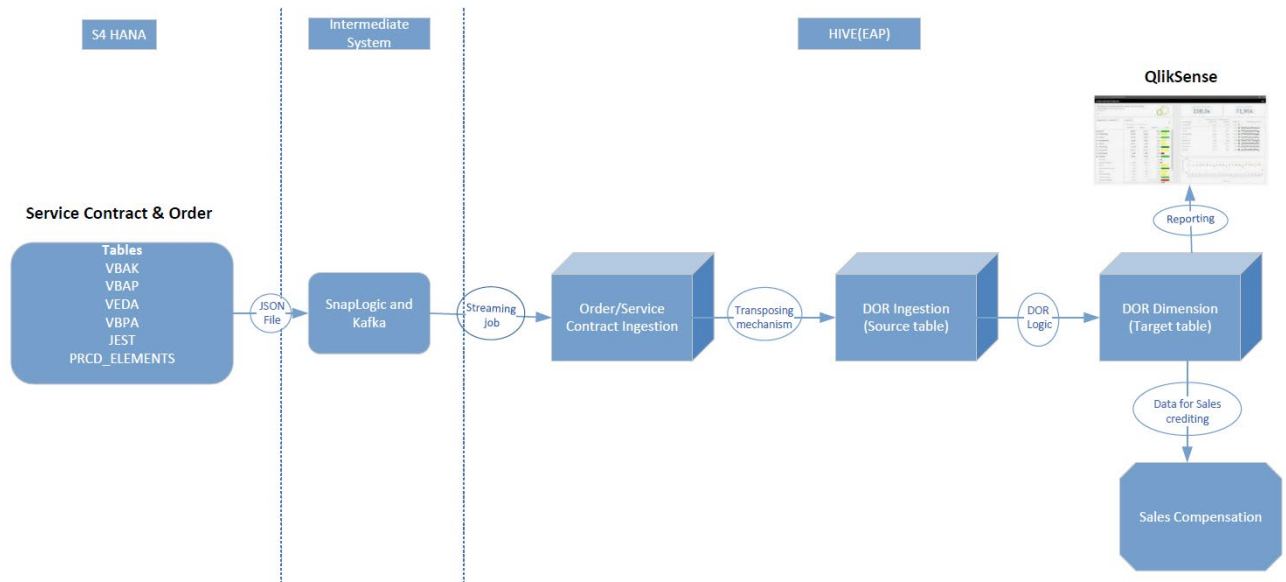 S4 HANA
Intermediate
System
HIVE(EAP)
QlikSense
Service Contract & Order
Tables
VBAK
VBAP
VEDA
VBPA
JEST
PRCD_ELEMENTS
JSON
File
SnapLogic and
Kafka
Streaming
job
Order/Service
Contract Ingestion
Transposing
mechanism
DOR Ingestion
(Source table)
DOR
Logic
DOR Dimension
(Target table)
Reporting
Data for Sales
crediting
Sales Compensation